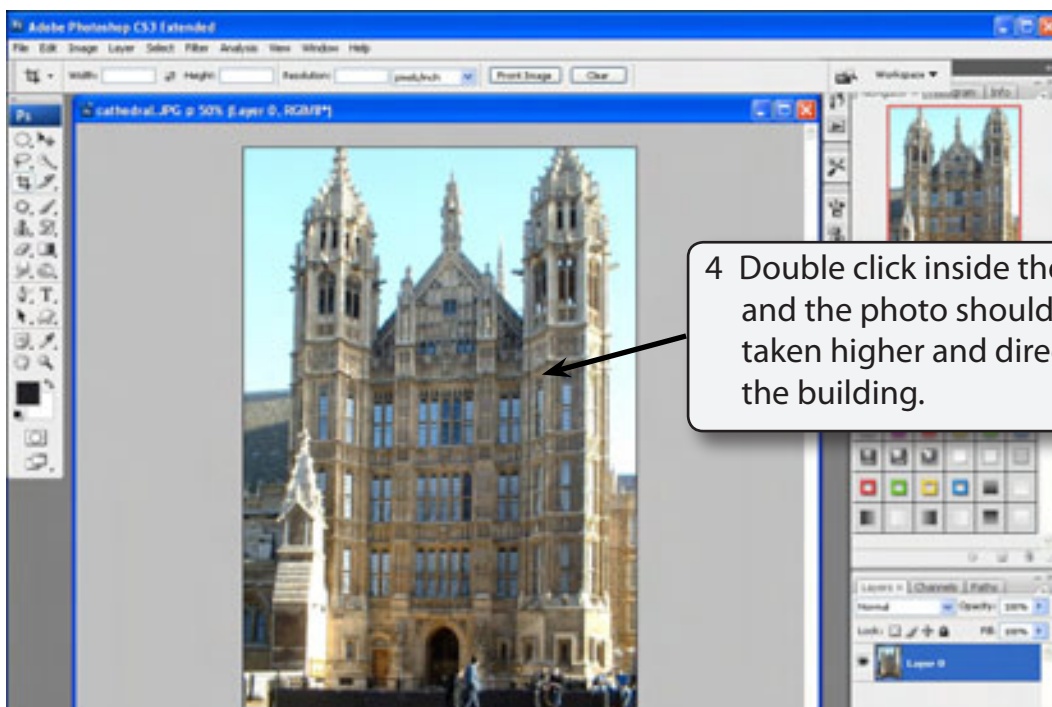 Adobe Photoshop CS3 Extended
File Edit Image Layer Select Filter Analysis View Window Help
Width: Height: Resolution: pixels/inch Front Image Clear
Workspace
Ps
cathedral.JPG @ 50% (Layer 0, RGB/8*)
Info
4 Double click inside the
and the photo should
taken higher and dire
the building.
Layers x Channels Paths
Normal Opacity: 100%
Lock: Fill: 100%
Layer 0